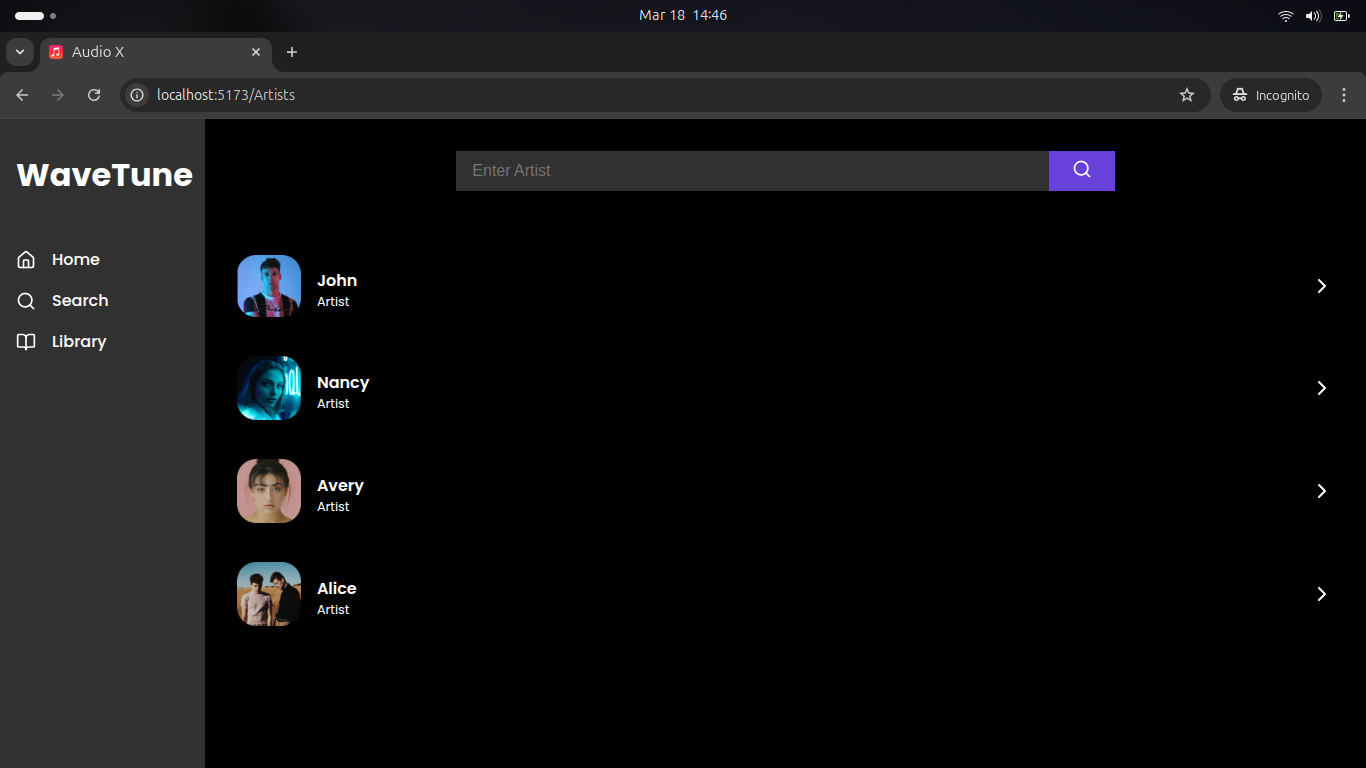 Mar 18 14:46
Audio X
localhost:5173/Artists
Incognito
WaveTune
Enter Artist
Home
Search
Library
John
Artist
Nancy
Artist
Avery
Artist
Alice
Artist